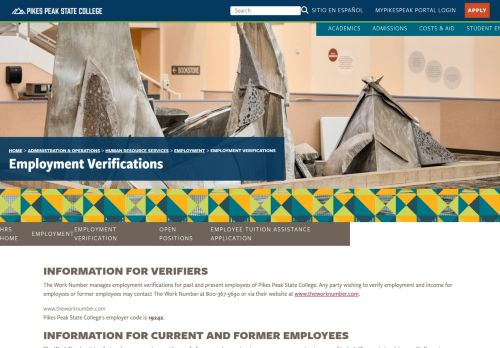 PIKES PEAK STATE COLLEGE
Search
SITIO EN ESPAÑOL
MYPIKESPEAK PORTAL LOGIN
APPLY
ACADEMICS
ADMISSIONS
COSTS & AID
STUDENT
BOOKSTORE
HOME > ADMINISTRATION & OPERATIONS > HUMAN RESOURCE SERVICES > EMPLOYMENT > EMPLOYMENT VERIFICATIONS
Employment Verifications
HRS HOME
EMPLOYMENT
EMPLOYMENT VERIFICATION
OPEN POSITIONS
EMPLOYEE TUITION ASSISTANCE APPLICATION
INFORMATION FOR VERIFIERS
The Work Number manages employment verifications for past and present employees of Pikes Peak State College. Any party wishing to verify employment and income for
employees or former employees may contact The Work Number at 800-367-5690 or via their website at www.theworknumber.com.
www.theworknumber.com
Pikes Peak State College's employer code is 19242.
INFORMATION FOR CURRENT AND FORMER EMPLOYEES